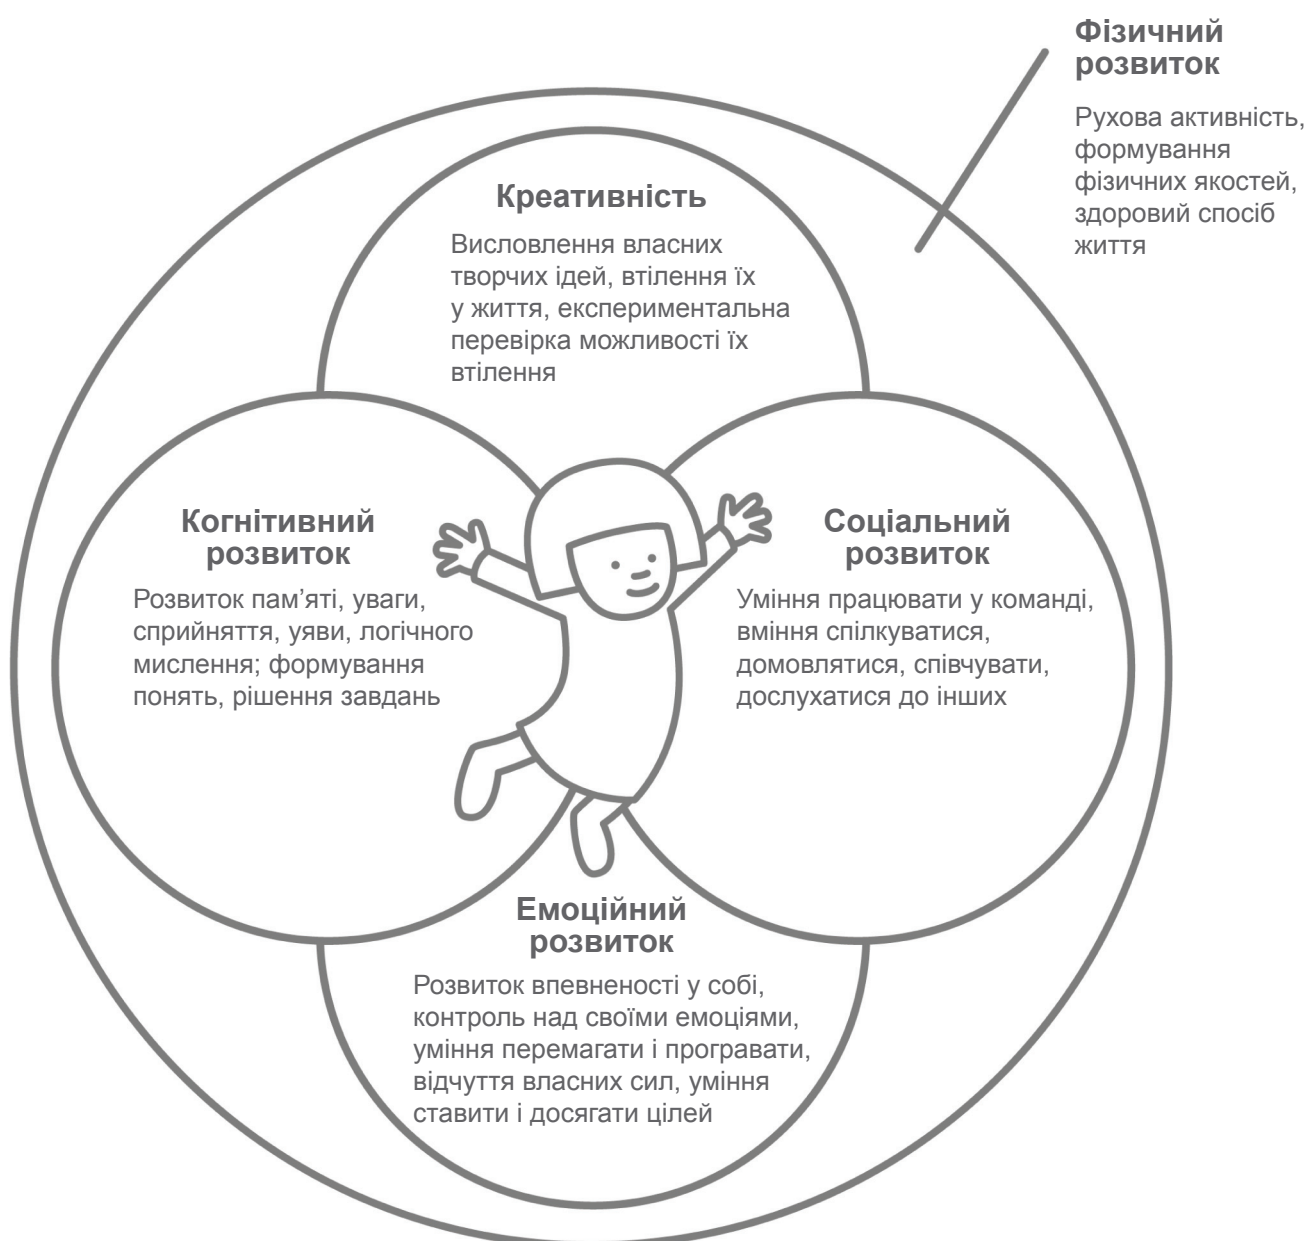 Фізичний
розвиток
Рухова активність,
формування
фізичних якостей,
здоровий спосіб
життя
Креативність
Висловлення власних
творчих ідей, втілення їх
у життя, експериментальна
перевірка можливості їх
втілення
Когнітивний
розвиток
Розвиток пам’яті, уваги,
сприйняття, уяви, логічного
мислення; формування
понять, рішення завдань
Соціальний
розвиток
Уміння працювати у команді,
вміння спілкуватися,
домовлятися, співчувати,
дослухатися до інших
Емоційний
розвиток
Розвиток впевненості у собі,
контроль над своїми емоціями,
уміння перемагати і програвати,
відчуття власних сил, уміння
ставити і досягати цілей